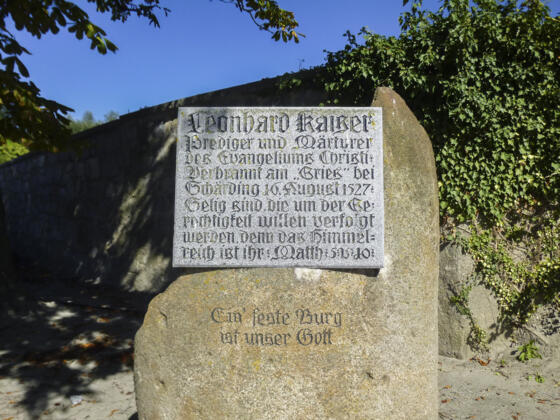 Leonhard Kaiser
Prediger und Märtürer
des Evangeliums Christi.
Verbrannt am „Gries" bei
Schärding 16. August 1527.
Selig sind, die um der Ge-
rechtigkeit willen verfolgt
werden, denn das Himmel-
reich ist ihr. Matth. 5. v. 10.
Ein' feste Burg
ist unser Gott